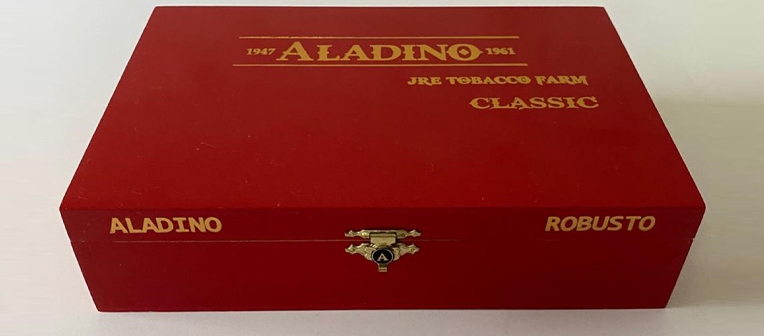 1947 ALADINO 1961
JRE TOBACCO FARM
CLASSIC
ALADINO ROBUSTO
A